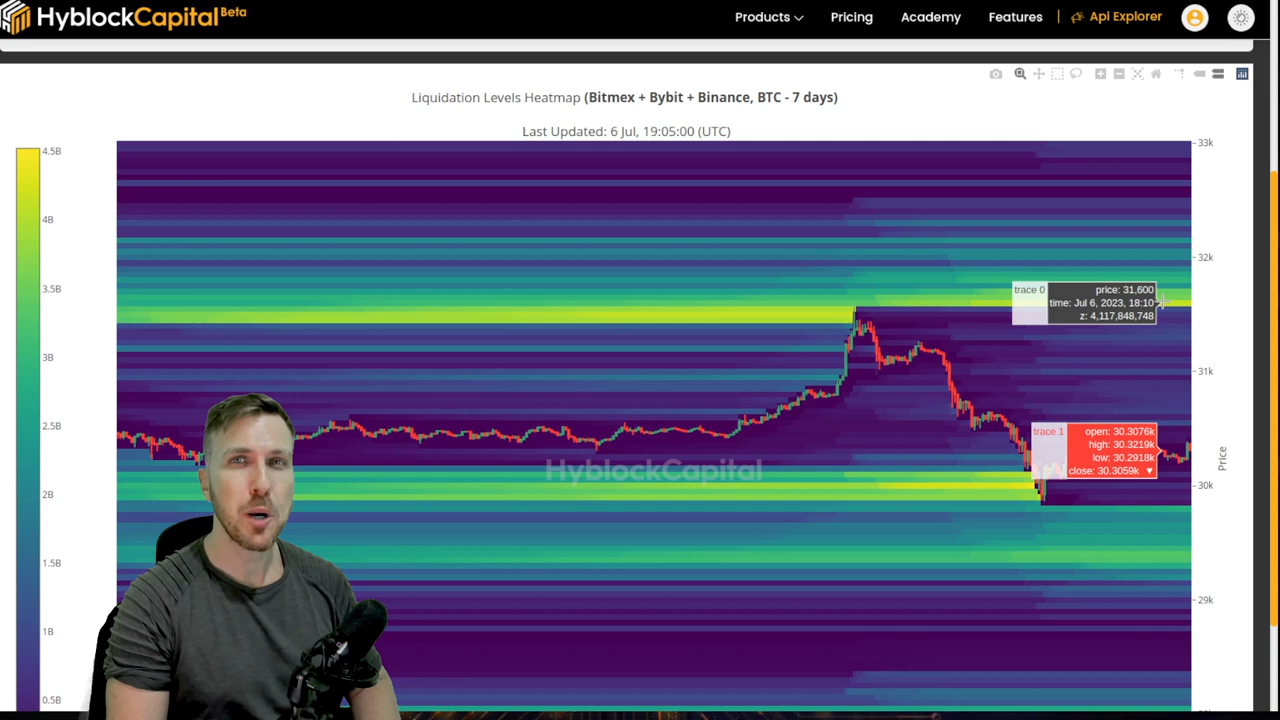 HyblockCapital Beta
Products
Pricing
Academy
Features
Api Explorer
Liquidation Levels Heatmap (Bitmex + Bybit + Binance, BTC - 7 days)
Last Updated: 6 Jul, 19:05:00 (UTC)
4.5B
4B
3.5B
3B
2.5B
2B
1.5B
1B
0.5B
33k
32k
31k
30k
29k
Price
trace 0
price: 31,600
time: Jul 6, 2023, 18:10
z: 4,117,848,748
trace 1
open: 30.3076k
high: 30.3219k
low: 30.2918k
close: 30.3059k ▼
HyblockCapital